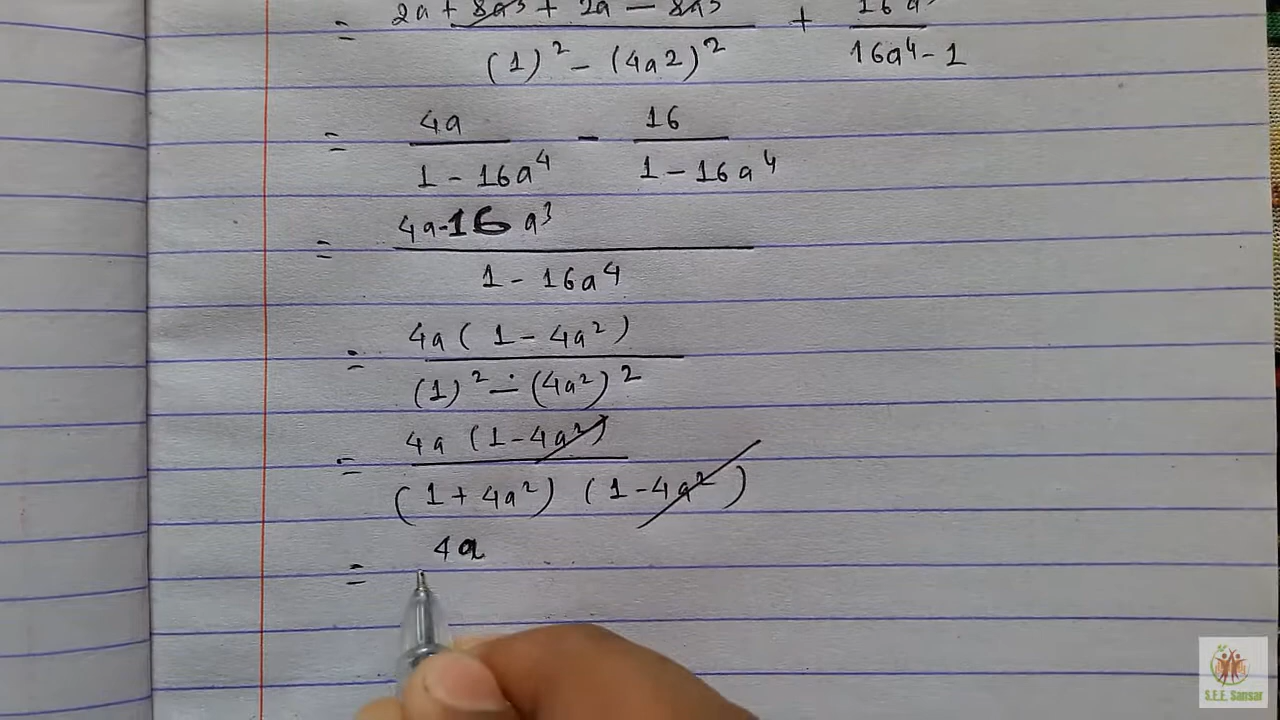 = 2a + 8a³ + 2a - 8a³ / (1)² - (4a2)² + 16a³ / 16a⁴ - 1
= 4a / 1 - 16a⁴ - 16 / 1 - 16a⁴
= 4a - 16a³ / 1 - 16a⁴
= 4a(1 - 4a²) / (1)² - (4a²)²
= 4a(1 - 4a²) / (1 + 4a²)(1 - 4a²)
= 4a
S.E.E. Sansar